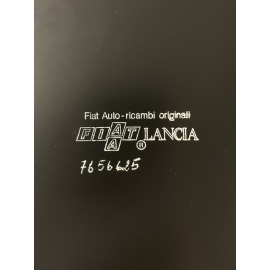 Fiat Auto-ricambi originali
FIAT LANCIA
A ®
7656625